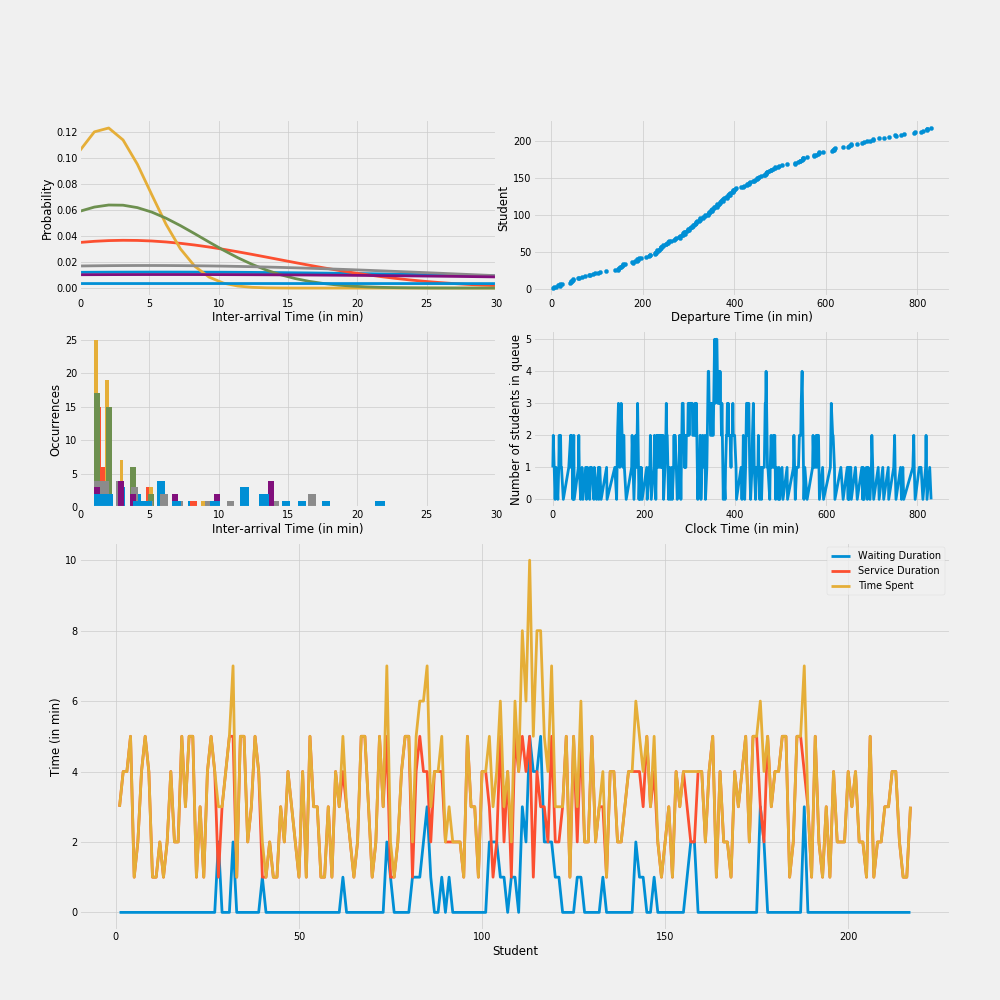 0.12
0.10
0.08
0.06
0.04
0.02
0.00
Probability
0 5 10 15 20 25 30
Inter-arrival Time (in min)
200
150
100
50
0
Student
0 200 400 600 800
Departure Time (in min)
25
20
15
10
5
0
Occurrences
0 5 10 15 20 25 30
Inter-arrival Time (in min)
5
4
3
2
1
0
Number of students in queue
0 200 400 600 800
Clock Time (in min)
10
8
6
4
2
0
Time (in min)
Waiting Duration
Service Duration
Time Spent
0 50 100 150 200
Student